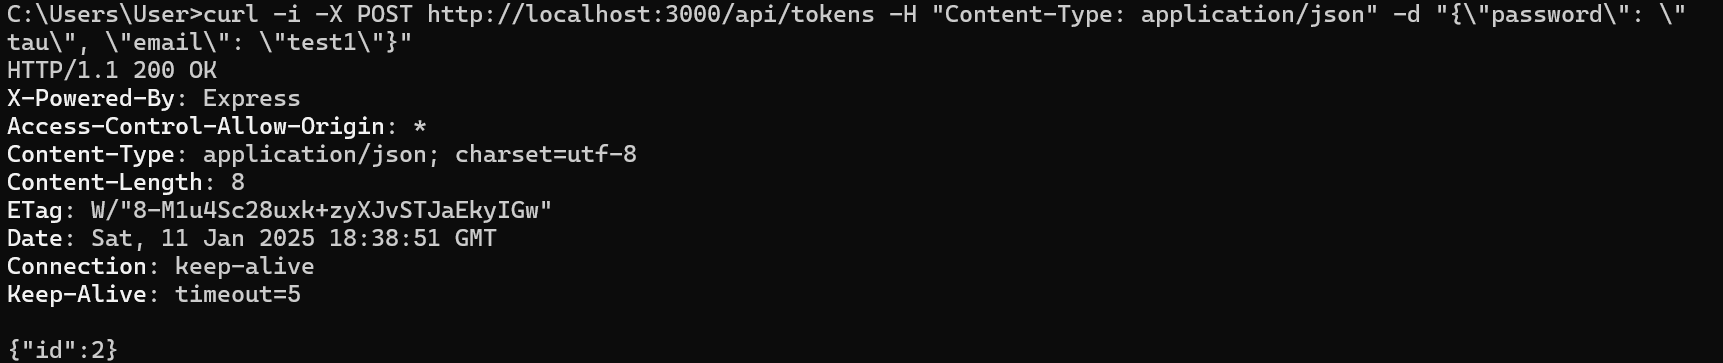 C:\Users\User>curl -i -X POST http://localhost:3000/api/tokens -H "Content-Type: application/json" -d "{\"password\": \"
tau\", \"email\": \"test1\"}"
HTTP/1.1 200 OK
X-Powered-By: Express
Access-Control-Allow-Origin: *
Content-Type: application/json; charset=utf-8
Content-Length: 8
ETag: W/"8-M1u4Sc28uxk+zyXJvSTJaEkyIGw"
Date: Sat, 11 Jan 2025 18:38:51 GMT
Connection: keep-alive
Keep-Alive: timeout=5

{"id":2}